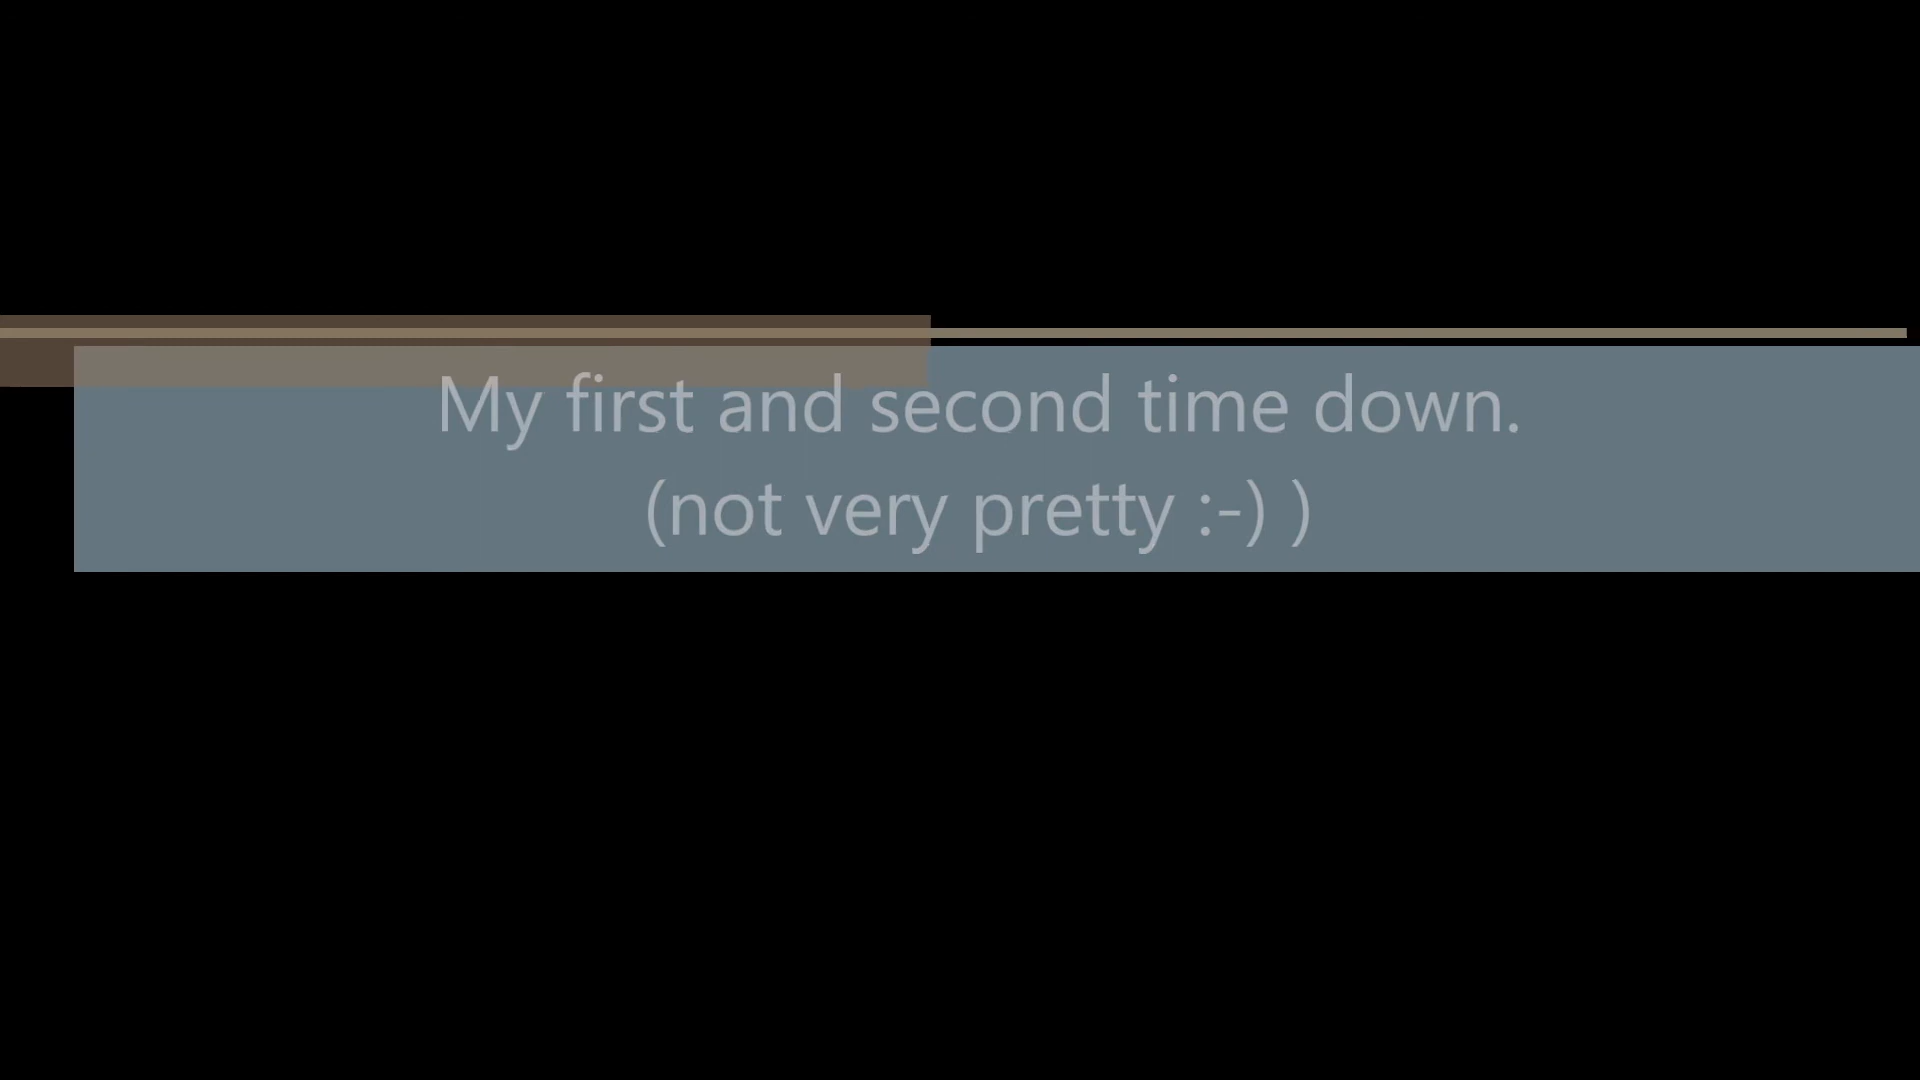 My first and second time down.
(not very pretty :-) )